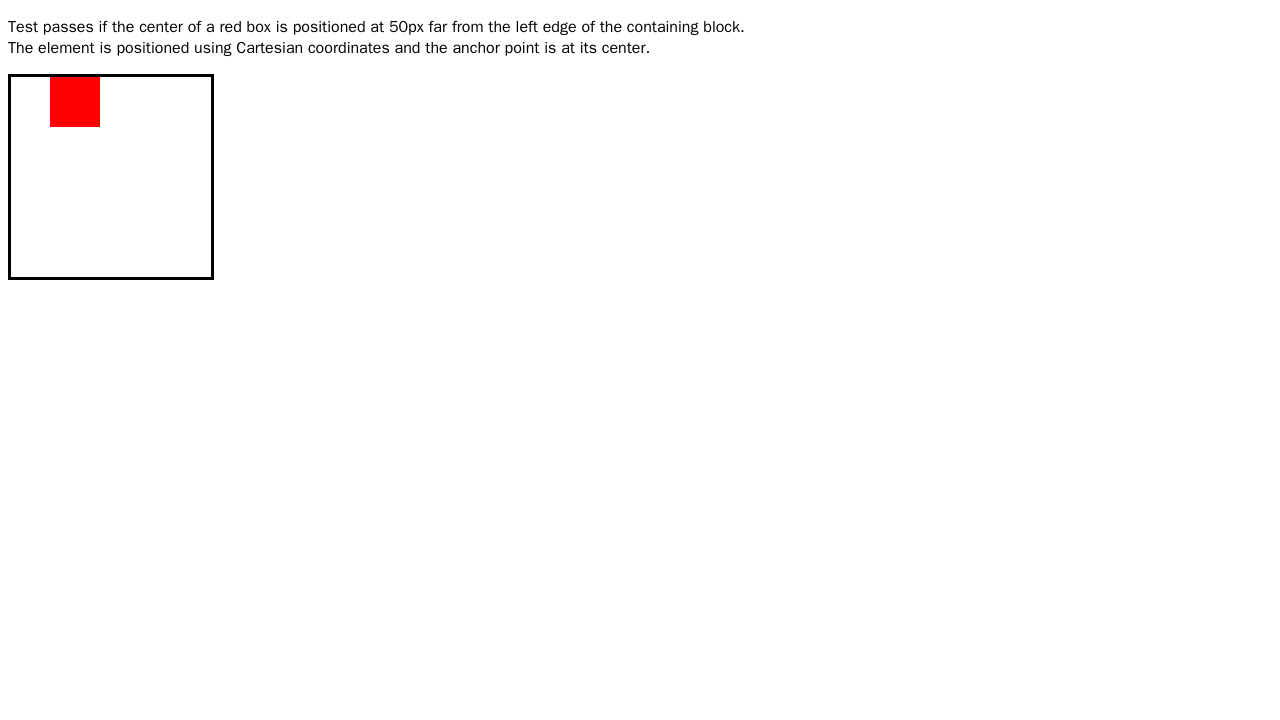 Test passes if the center of a red box is positioned at 50px far from the left edge of the containing block.
The element is positioned using Cartesian coordinates and the anchor point is at its center.